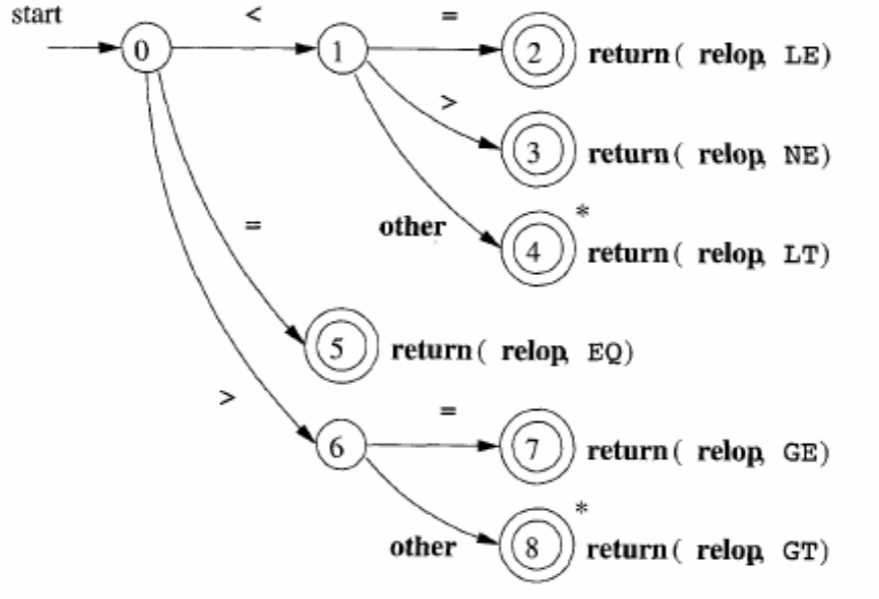 start
<
=
0
1
2
return( relop, LE)
>
3
return( relop, NE)
*
other
4
return( relop, LT)
=
5
return( relop, EQ)
>
=
6
7
return( relop, GE)
*
other
8
return( relop, GT)